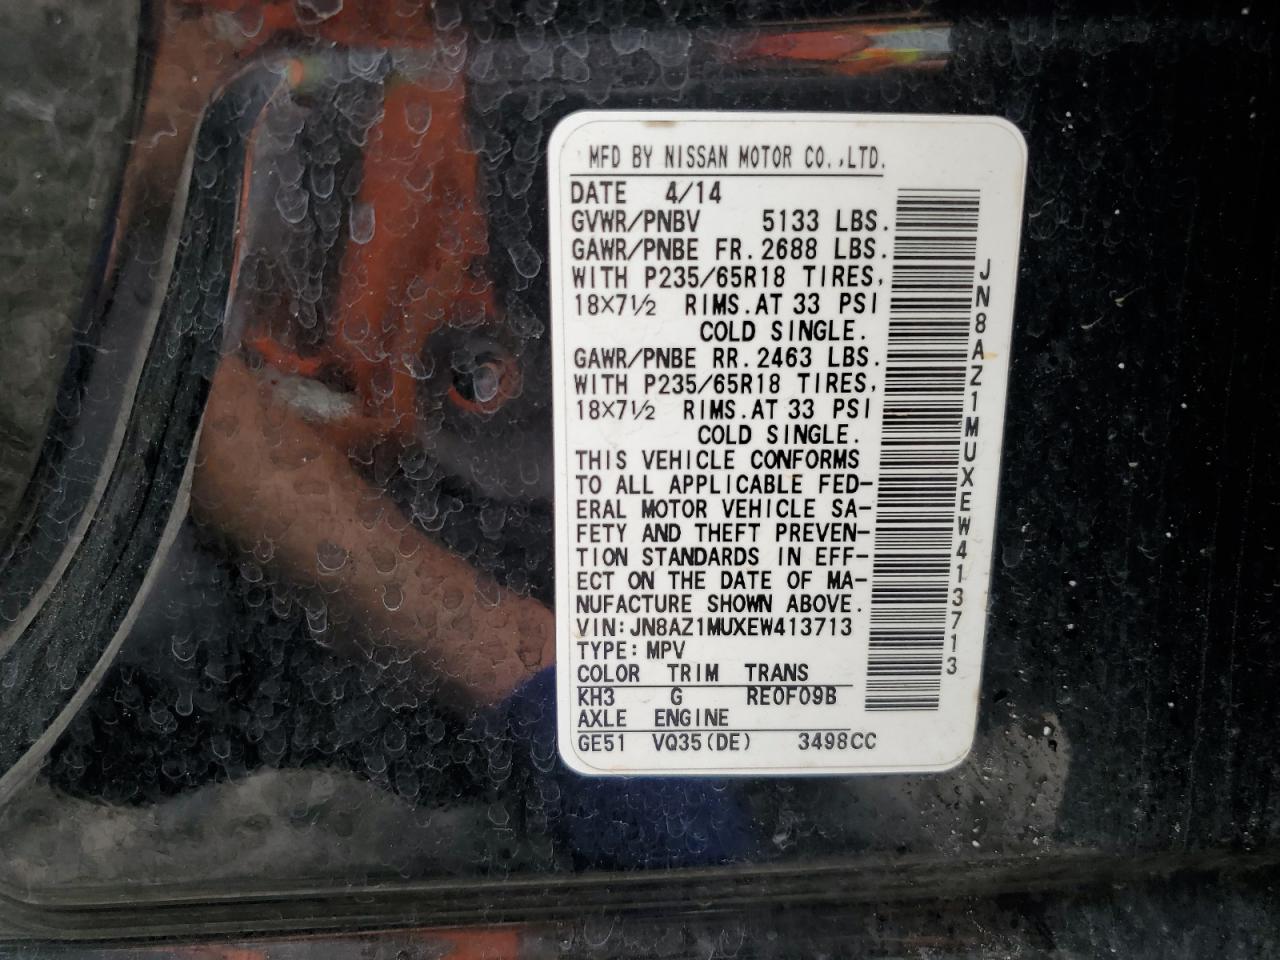 MFD BY NISSAN MOTOR CO.,LTD.
DATE 4/14
GVWR/PNBV 5133 LBS.
GAWR/PNBE FR.2688 LBS.
WITH P235/65R18 TIRES,
18×7½ RIMS.AT 33 PSI
COLD SINGLE.
GAWR/PNBE RR.2463 LBS.
WITH P235/65R18 TIRES,
18×7½ RIMS.AT 33 PSI
COLD SINGLE.
THIS VEHICLE CONFORMS
TO ALL APPLICABLE FED-
ERAL MOTOR VEHICLE SA-
FETY AND THEFT PREVEN-
TION STANDARDS IN EFF-
ECT ON THE DATE OF MA-
NUFACTURE SHOWN ABOVE.
VIN:JN8AZ1MUXEW413713
TYPE:MPV
COLOR TRIM TRANS
KH3 G RE0F09B
AXLE ENGINE
GE51 VQ35(DE) 3498CC
JN8AZ1MUXEW413713